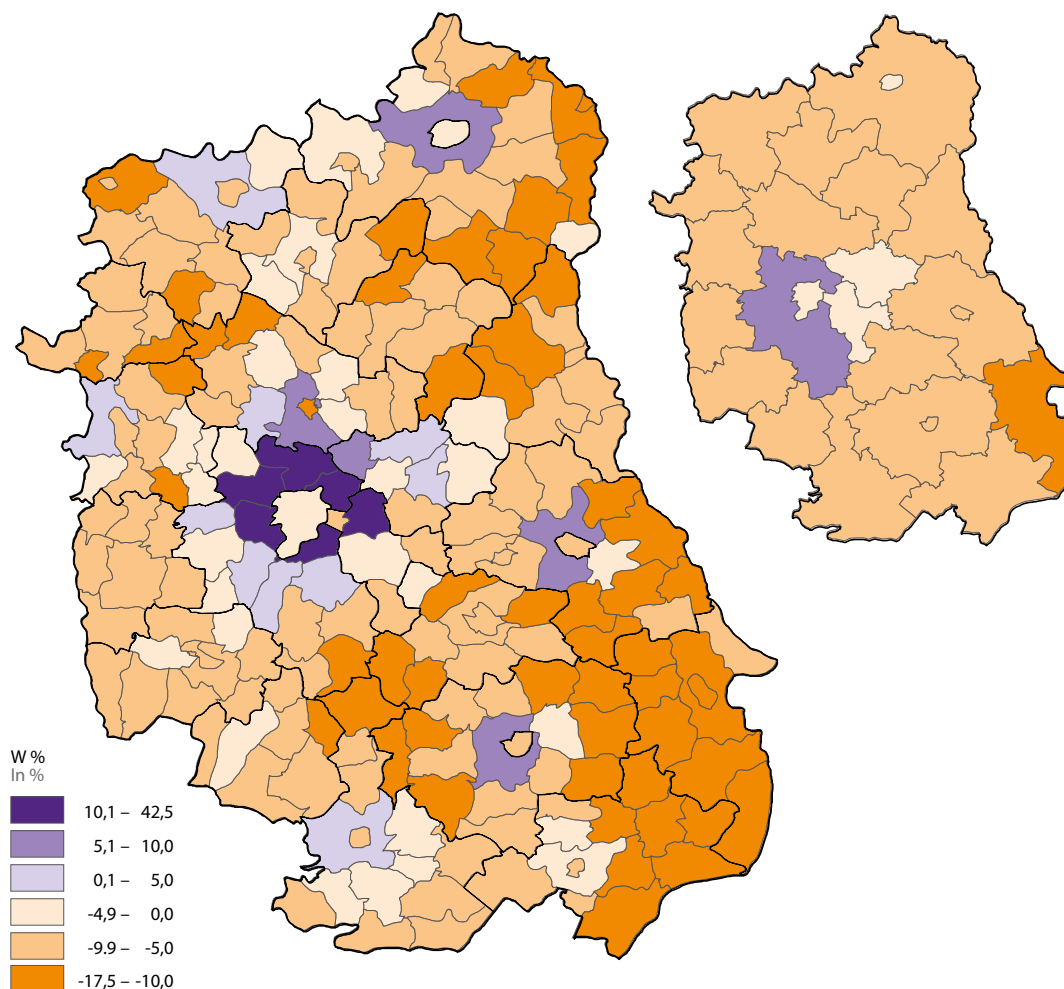 W %
In %
10,1 – 42,5
5,1 – 10,0
0,1 – 5,0
-4,9 – 0,0
-9.9 – -5,0
-17,5 – -10,0